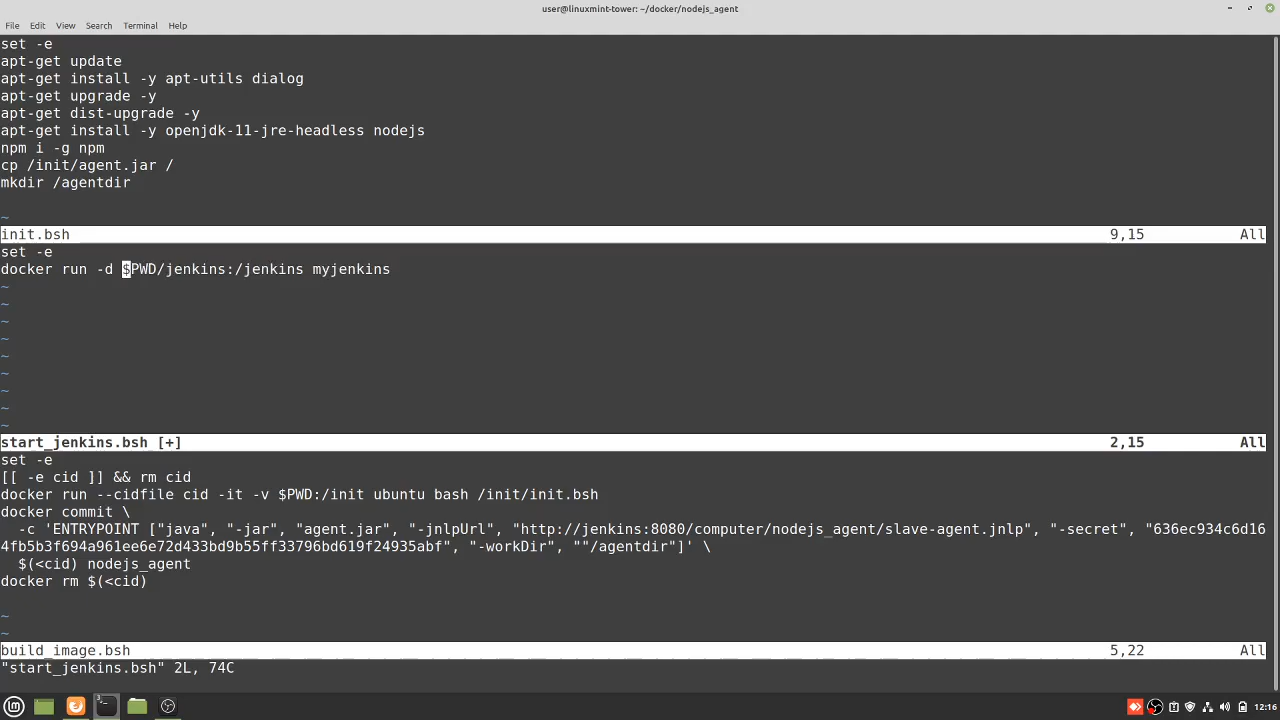 user@linuxmint-tower: ~/docker/nodejs_agent
File Edit View Search Terminal Help
set -e
apt-get update
apt-get install -y apt-utils dialog
apt-get upgrade -y
apt-get dist-upgrade -y
apt-get install -y openjdk-11-jre-headless nodejs
npm i -g npm
cp /init/agent.jar /
mkdir /agentdir
~
init.bsh 9,15 All
set -e
docker run -d $PWD/jenkins:/jenkins myjenkins
~
~
~
~
~
~
~
~
~
start_jenkins.bsh [+] 2,15 All
set -e
[[ -e cid ]] && rm cid
docker run --cidfile cid -it -v $PWD:/init ubuntu bash /init/init.bsh
docker commit \
-c 'ENTRYPOINT ["java", "-jar", "agent.jar", "-jnlpUrl", "http://jenkins:8080/computer/nodejs_agent/slave-agent.jnlp", "-secret", "636ec934c6d16
4fb5b3f694a961ee6e72d433bd9b55ff33796bd619f24935abf", "-workDir", ""/agentdir"]' \
$(<cid) nodejs_agent
docker rm $(<cid)
~
~
build_image.bsh 5,22 All
"start_jenkins.bsh" 2L, 74C
12:16